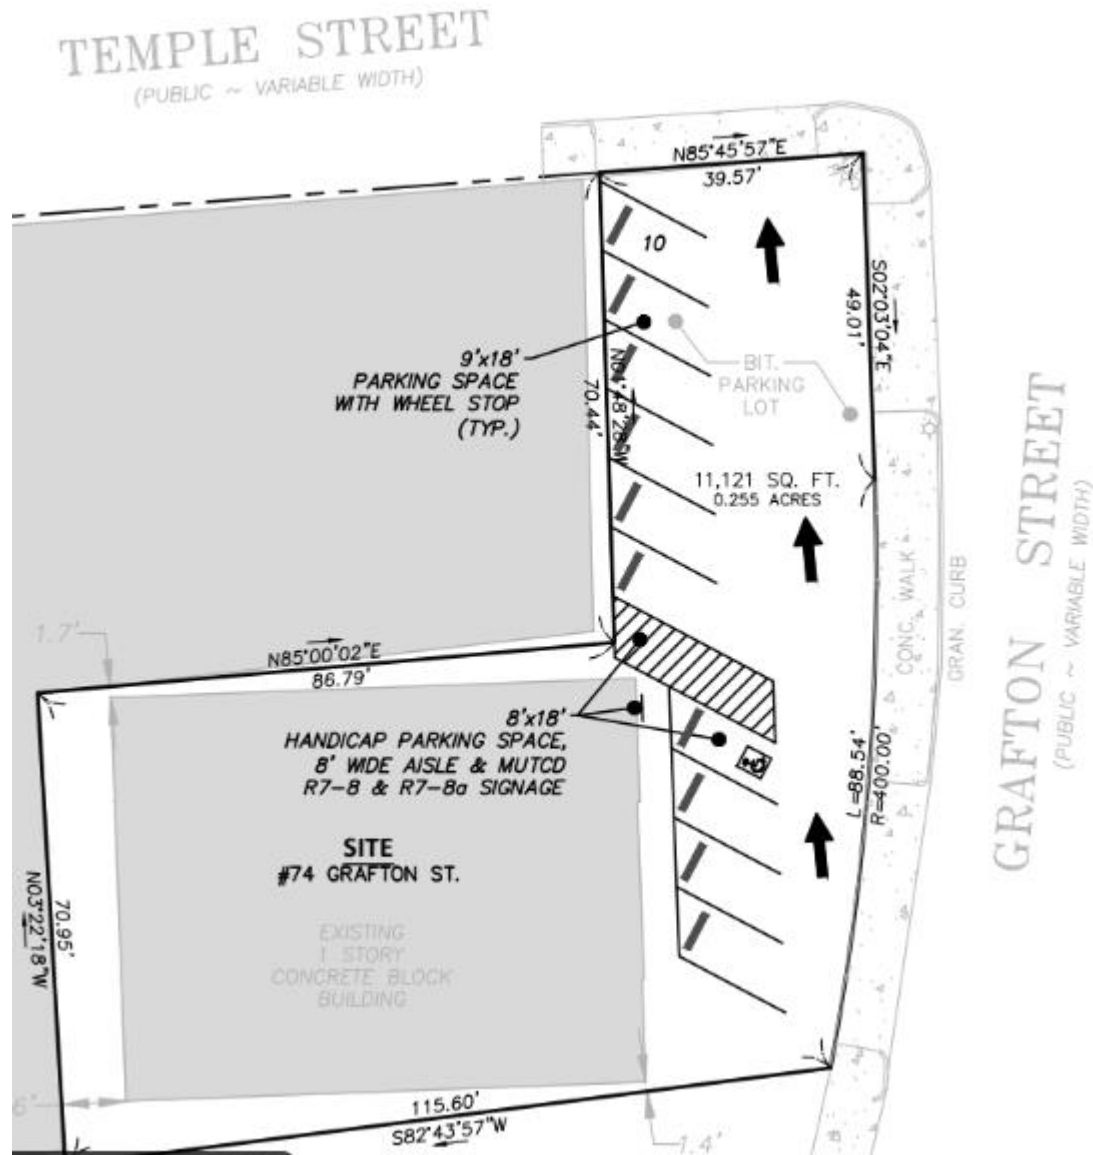 TEMPLE STREET
(PUBLIC ~ VARIABLE WIDTH)
N85°45'57"E
39.57'
10
S02°03'04"E
49.01'
9'x18'
PARKING SPACE
WITH WHEEL STOP
(TYP.)
N04°48'28"W
70.44'
BIT.
PARKING
LOT
11,121 SQ. FT.
0.255 ACRES
GRAFTON STREET
(PUBLIC ~ VARIABLE WIDTH)
CONC. WALK
GRAN. CURB
1.7'
N85°00'02"E
86.79'
8'x18'
HANDICAP PARKING SPACE,
8' WIDE AISLE & MUTCD
R7-8 & R7-8a SIGNAGE
L=88.54'
R=400.00'
SITE
#74 GRAFTON ST.
N03°22'18"W
70.95'
EXISTING
1 STORY
CONCRETE BLOCK
BUILDING
115.60'
S82°43'57"W
1.4'